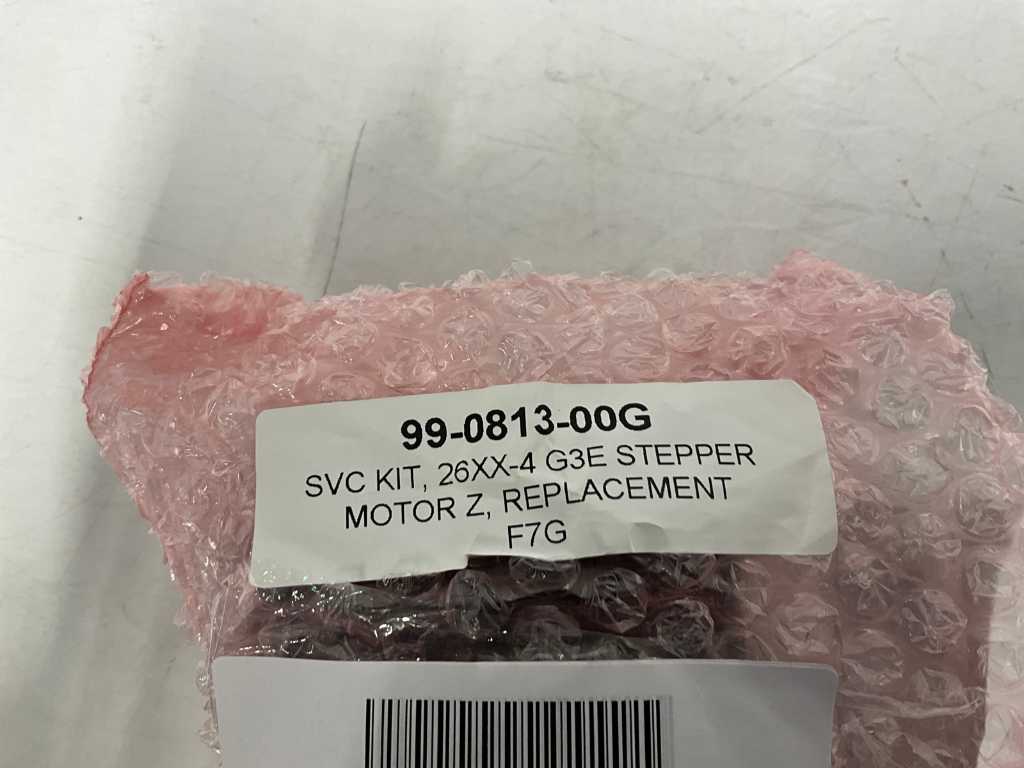 99-0813-00G
SVC KIT, 26XX-4 G3E STEPPER
MOTOR Z, REPLACEMENT
F7G